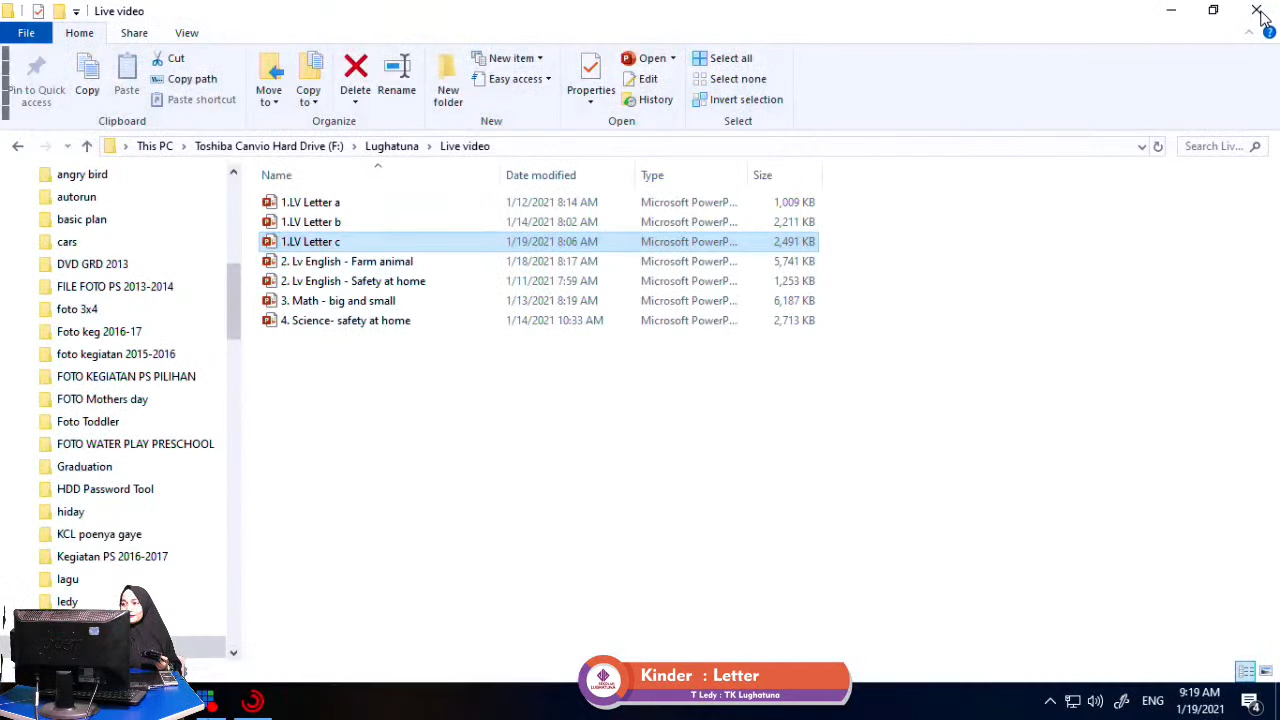 Live video
File
Home
Share
View
Pin to Quick access
Copy
Paste
Cut
Copy path
Paste shortcut
Clipboard
Move to
Copy to
Delete
Rename
Organize
New folder
New item
Easy access
New
Properties
Open
Edit
History
Open
Select all
Select none
Invert selection
Select
This PC > Toshiba Canvio Hard Drive (F:) > Lughatuna > Live video
Search Liv...
angry bird
autorun
basic plan
cars
DVD GRD 2013
FILE FOTO PS 2013-2014
foto 3x4
Foto keg 2016-17
foto kegiatan 2015-2016
FOTO KEGIATAN PS PILIHAN
FOTO Mothers day
Foto Toddler
FOTO WATER PLAY PRESCHOOL
Graduation
HDD Password Tool
hiday
KCL poenya gaye
Kegiatan PS 2016-2017
lagu
ledy
Name Date modified Type Size
1.LV Letter a 1/12/2021 8:14 AM Microsoft PowerP... 1,009 KB
1.LV Letter b 1/14/2021 8:02 AM Microsoft PowerP... 2,211 KB
1.LV Letter c 1/19/2021 8:06 AM Microsoft PowerP... 2,491 KB
2. Lv English - Farm animal 1/18/2021 8:17 AM Microsoft PowerP... 5,741 KB
2. Lv English - Safety at home 1/11/2021 7:59 AM Microsoft PowerP... 1,253 KB
3. Math - big and small 1/13/2021 8:19 AM Microsoft PowerP... 6,187 KB
4. Science- safety at home 1/14/2021 10:33 AM Microsoft PowerP... 2,713 KB
SEKOLAH
LUGHATUNA
Kinder : Letter
T Ledy : TK Lughatuna
ENG
9:19 AM
1/19/2021
4